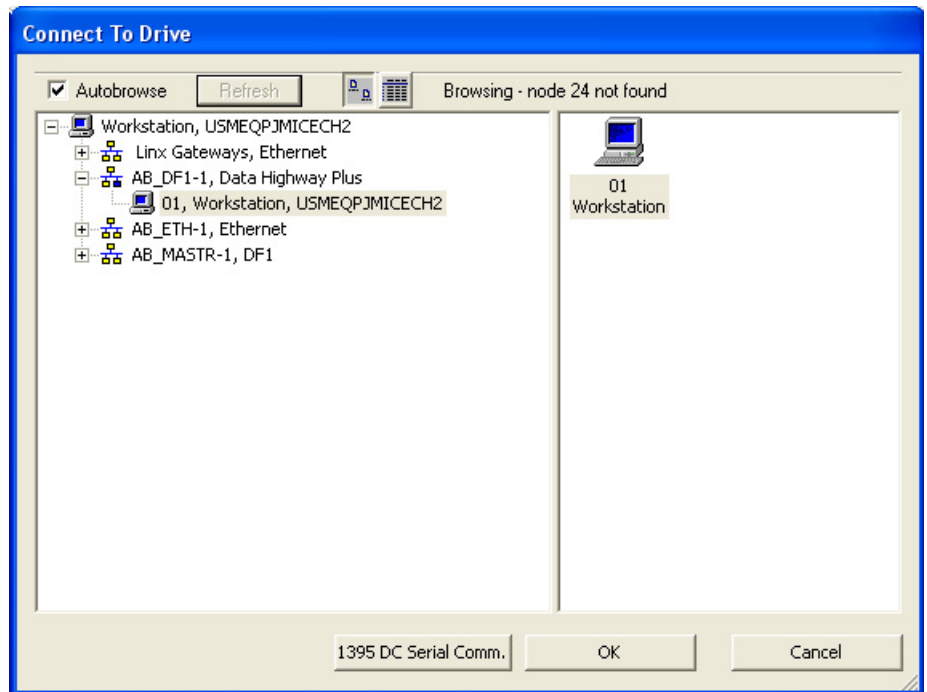 Connect To Drive
Autobrowse
Refresh
Browsing - node 24 not found
Workstation, USMEQPJMICECH2
Linx Gateways, Ethernet
AB_DF1-1, Data Highway Plus
01, Workstation, USMEQPJMICECH2
AB_ETH-1, Ethernet
AB_MASTR-1, DF1
01
Workstation
1395 DC Serial Comm.
OK
Cancel